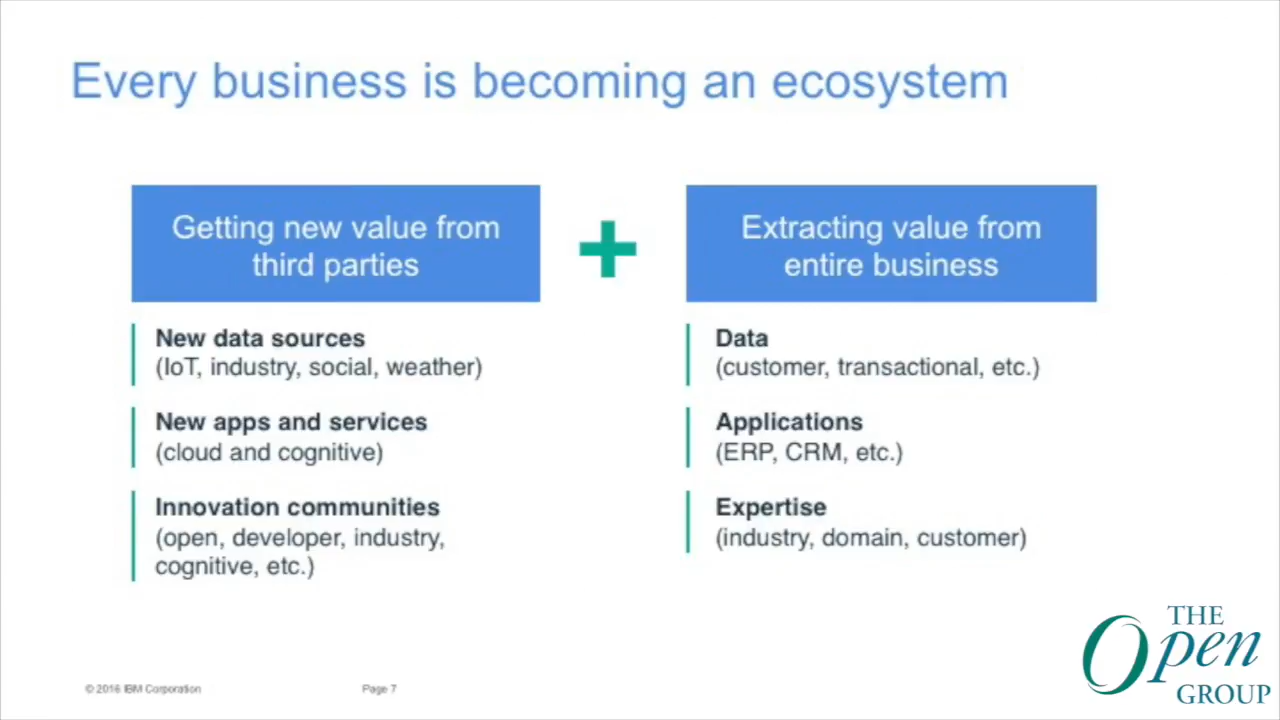 Every business is becoming an ecosystem
Getting new value from
third parties
Extracting value from
entire business
New data sources
(IoT, industry, social, weather)
New apps and services
(cloud and cognitive)
Innovation communities
(open, developer, industry,
cognitive, etc.)
Data
(customer, transactional, etc.)
Applications
(ERP, CRM, etc.)
Expertise
(industry, domain, customer)
© 2016 IBM Corporation
Page 7
THE
Open
GROUP